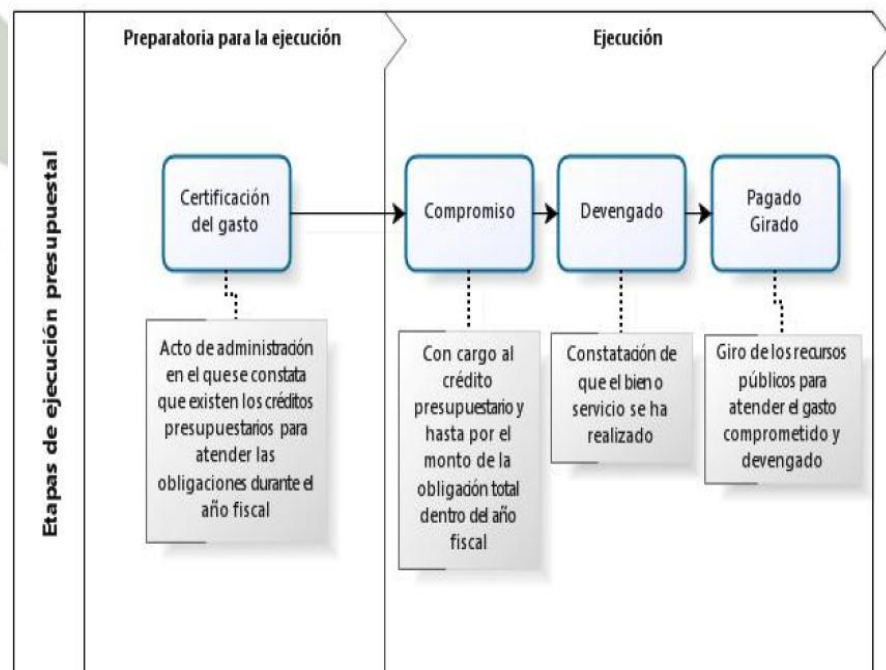 Preparatoria para la ejecución
Ejecución
Etapas de ejecución presupuestal
Certificación
del gasto
Compromiso
Devengado
Pagado
Girado
Acto de administración
en el que se constata
que existen los créditos
presupuestarios para
atender las
obligaciones durante el
año fiscal
Con cargo al
crédito
presupuestario y
hasta por el
monto de la
obligación total
dentro del año
fiscal
Constatación de
que el bien o
servicio se ha
realizado
Giro de los recursos
públicos para
atender el gasto
comprometido y
devengado